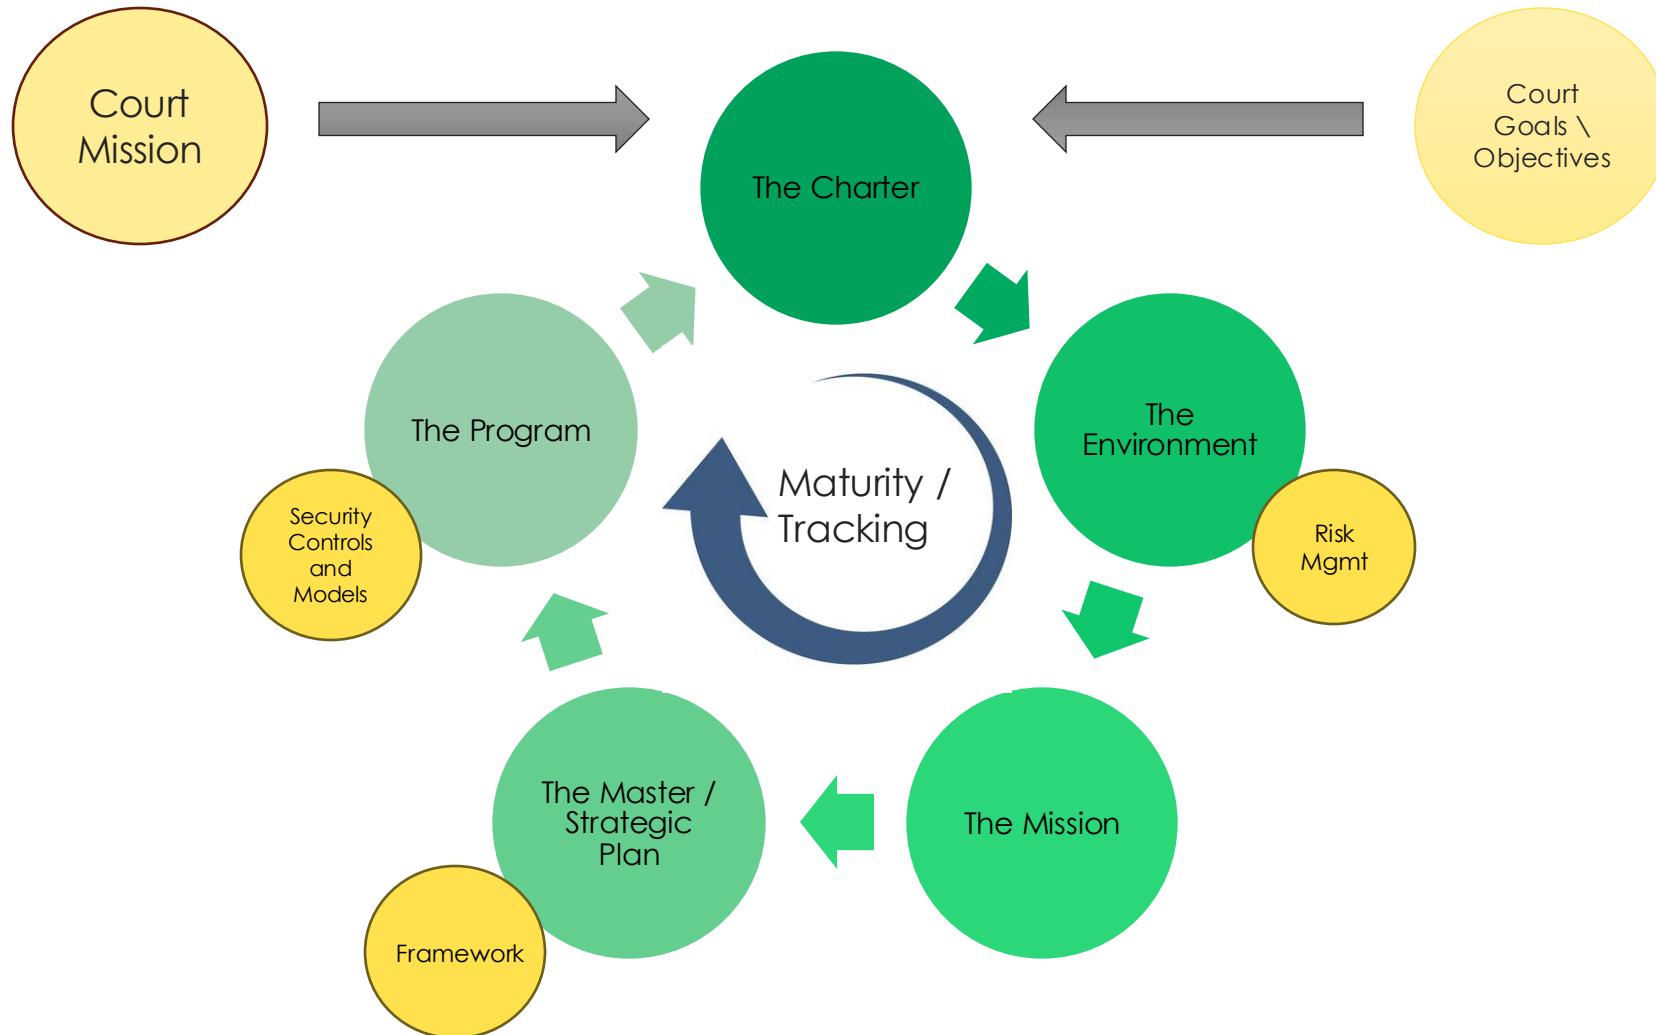 Court
Mission
Court
Goals \
Objectives
The Charter
The Program
The
Environment
Security
Controls
and
Models
Maturity /
Tracking
Risk
Mgmt
The Master /
Strategic
Plan
The Mission
Framework